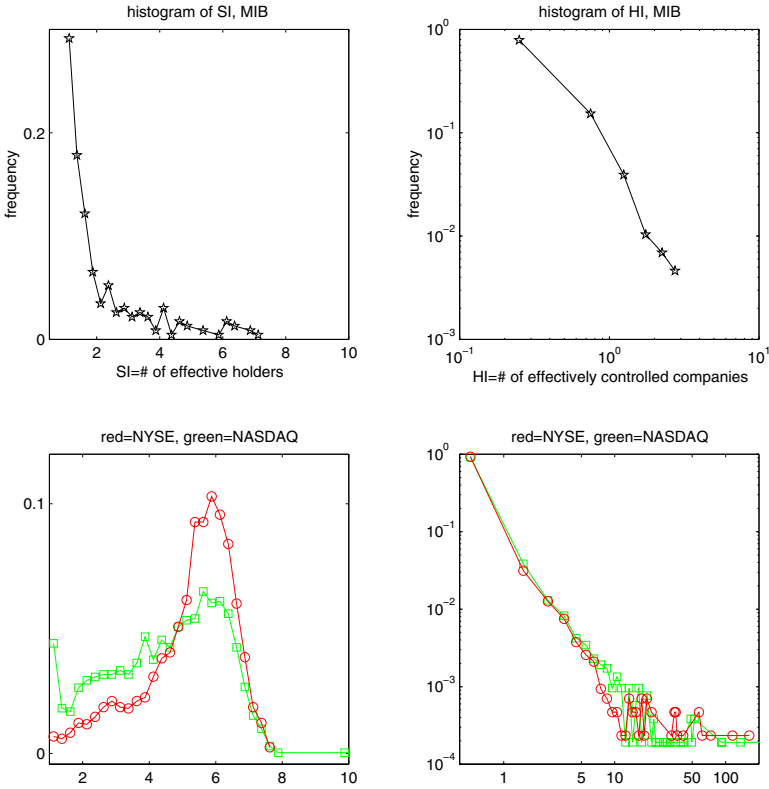 histogram of SI, MIB
frequency
0.2
0
2 4 6 8 10
SI=# of effective holders
histogram of HI, MIB
frequency
10^0
10^-1
10^-2
10^-3
10^-1 10^0 10^1
HI=# of effectively controlled companies
red=NYSE, green=NASDAQ
0.1
0
2 4 6 8 10
red=NYSE, green=NASDAQ
10^0
10^-1
10^-2
10^-3
10^-4
1 5 10 50 100